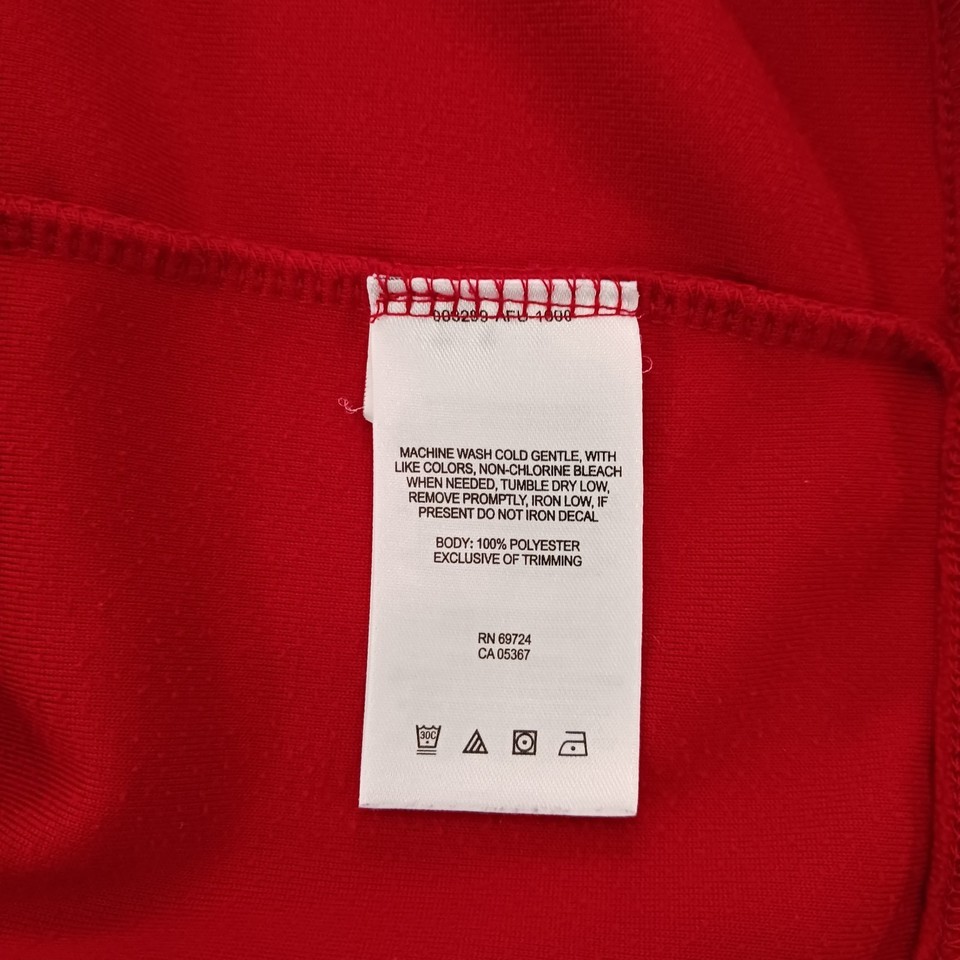 MACHINE WASH COLD GENTLE, WITH
LIKE COLORS, NON-CHLORINE BLEACH
WHEN NEEDED, TUMBLE DRY LOW,
REMOVE PROMPTLY, IRON LOW, IF
PRESENT DO NOT IRON DECAL
BODY: 100% POLYESTER
EXCLUSIVE OF TRIMMING
RN 69724
CA 05367
30C